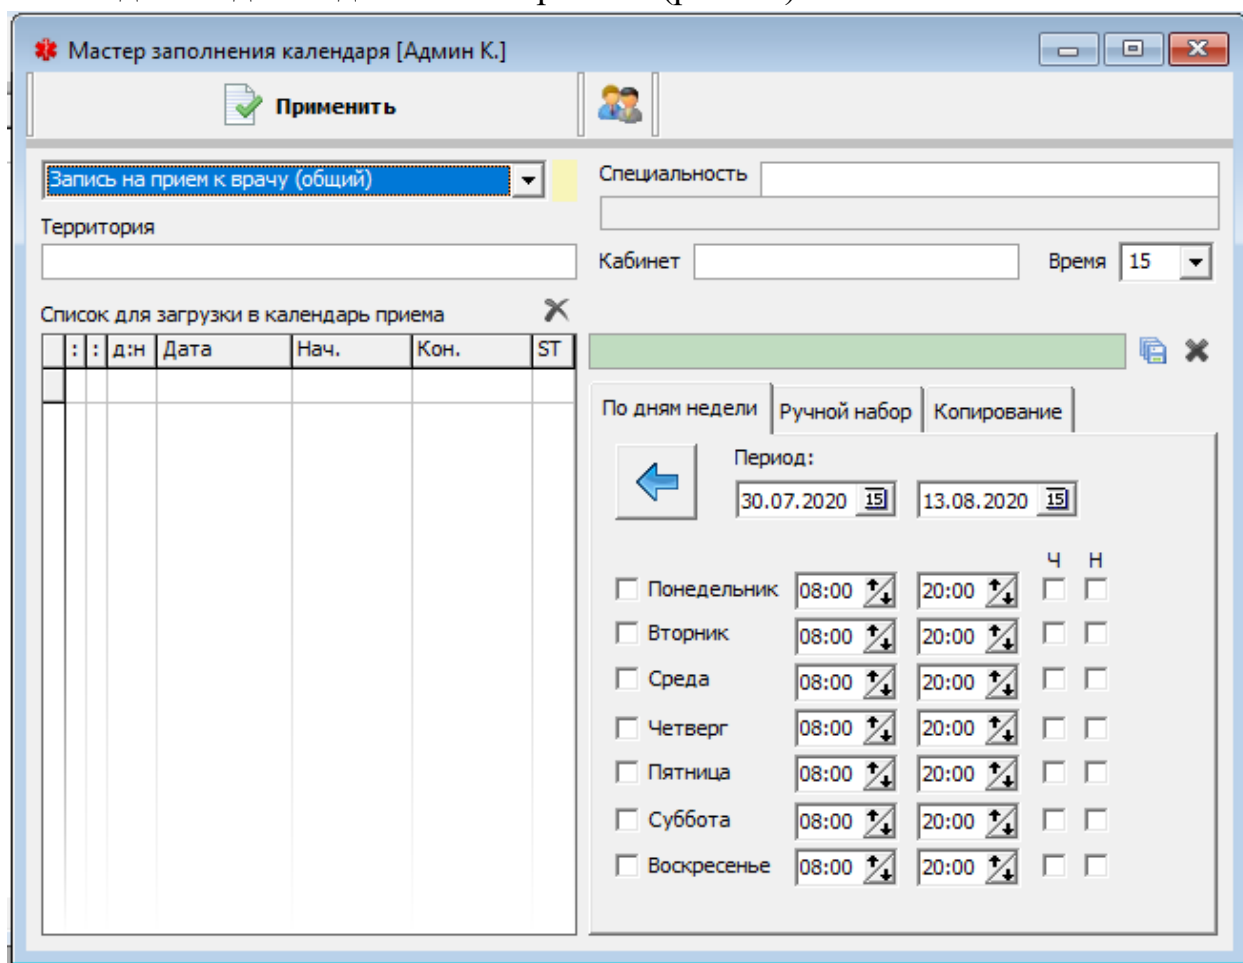 Мастер заполнения календаря [Админ К.]
Применить
Запись на прием к врачу (общий)
Специальность
Территория
Кабинет
Время 15
Список для загрузки в календарь приема
: : д:н Дата Нач. Кон. ST
По дням недели Ручной набор Копирование
Период:
30.07.2020 15 13.08.2020 15
Ч Н
Понедельник 08:00 20:00
Вторник 08:00 20:00
Среда 08:00 20:00
Четверг 08:00 20:00
Пятница 08:00 20:00
Суббота 08:00 20:00
Воскресенье 08:00 20:00